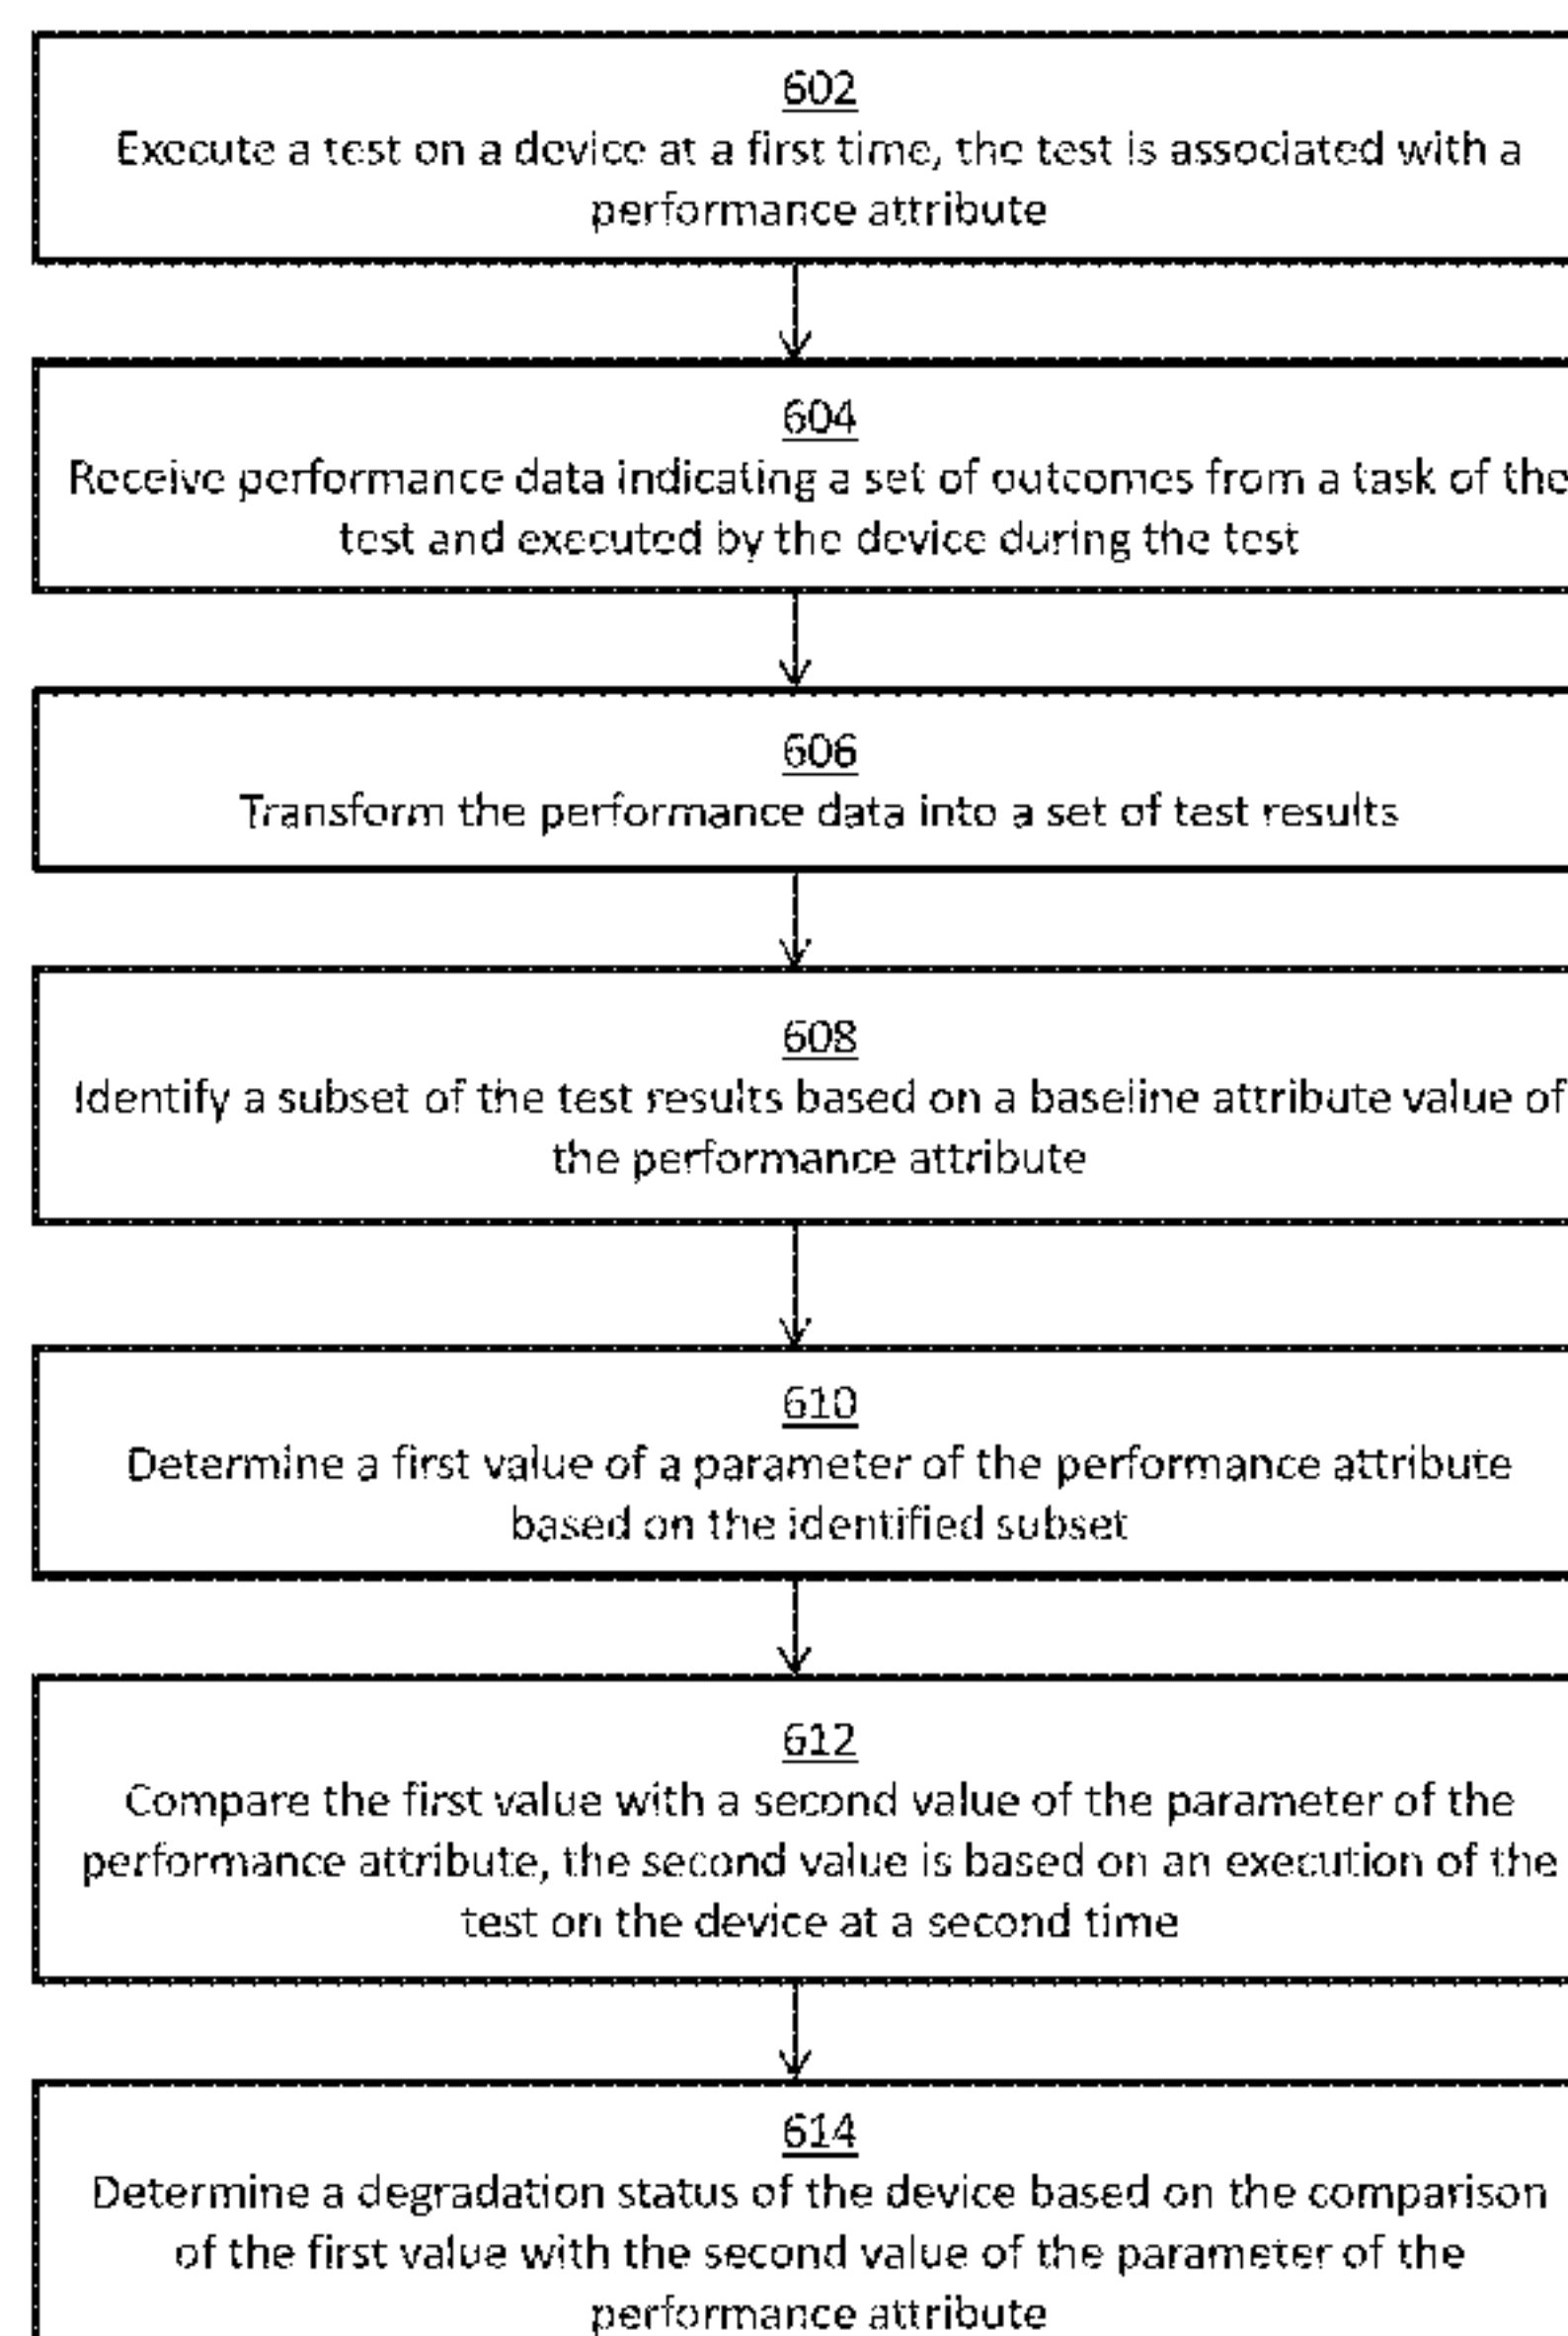 602
Execute a test on a device at a first time, the test is associated with a
performance attribute
604
Receive performance data indicating a set of outcomes from a task of the
test and executed by the device during the test
606
Transform the performance data into a set of test results
608
Identify a subset of the test results based on a baseline attribute value of
the performance attribute
610
Determine a first value of a parameter of the performance attribute
based on the identified subset
612
Compare the first value with a second value of the parameter of the
performance attribute, the second value is based on an execution of the
test on the device at a second time
614
Determine a degradation status of the device based on the comparison
of the first value with the second value of the parameter of the
performance attribute